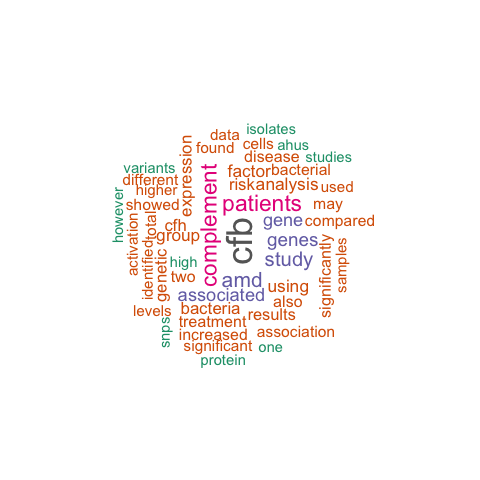 isolates
data
cells
ahus
found
disease
studies
variants
factor
bacterial
different
risk
analysis
used
higher
expression
however
showed
complement
patients
may
cfh
gene
compared
group
cfb
genes
activation
total
identified
genetic
high
study
significantly
samples
two
amd
using
associated
also
levels
bacteria
results
snps
treatment
association
increased
significant
one
protein